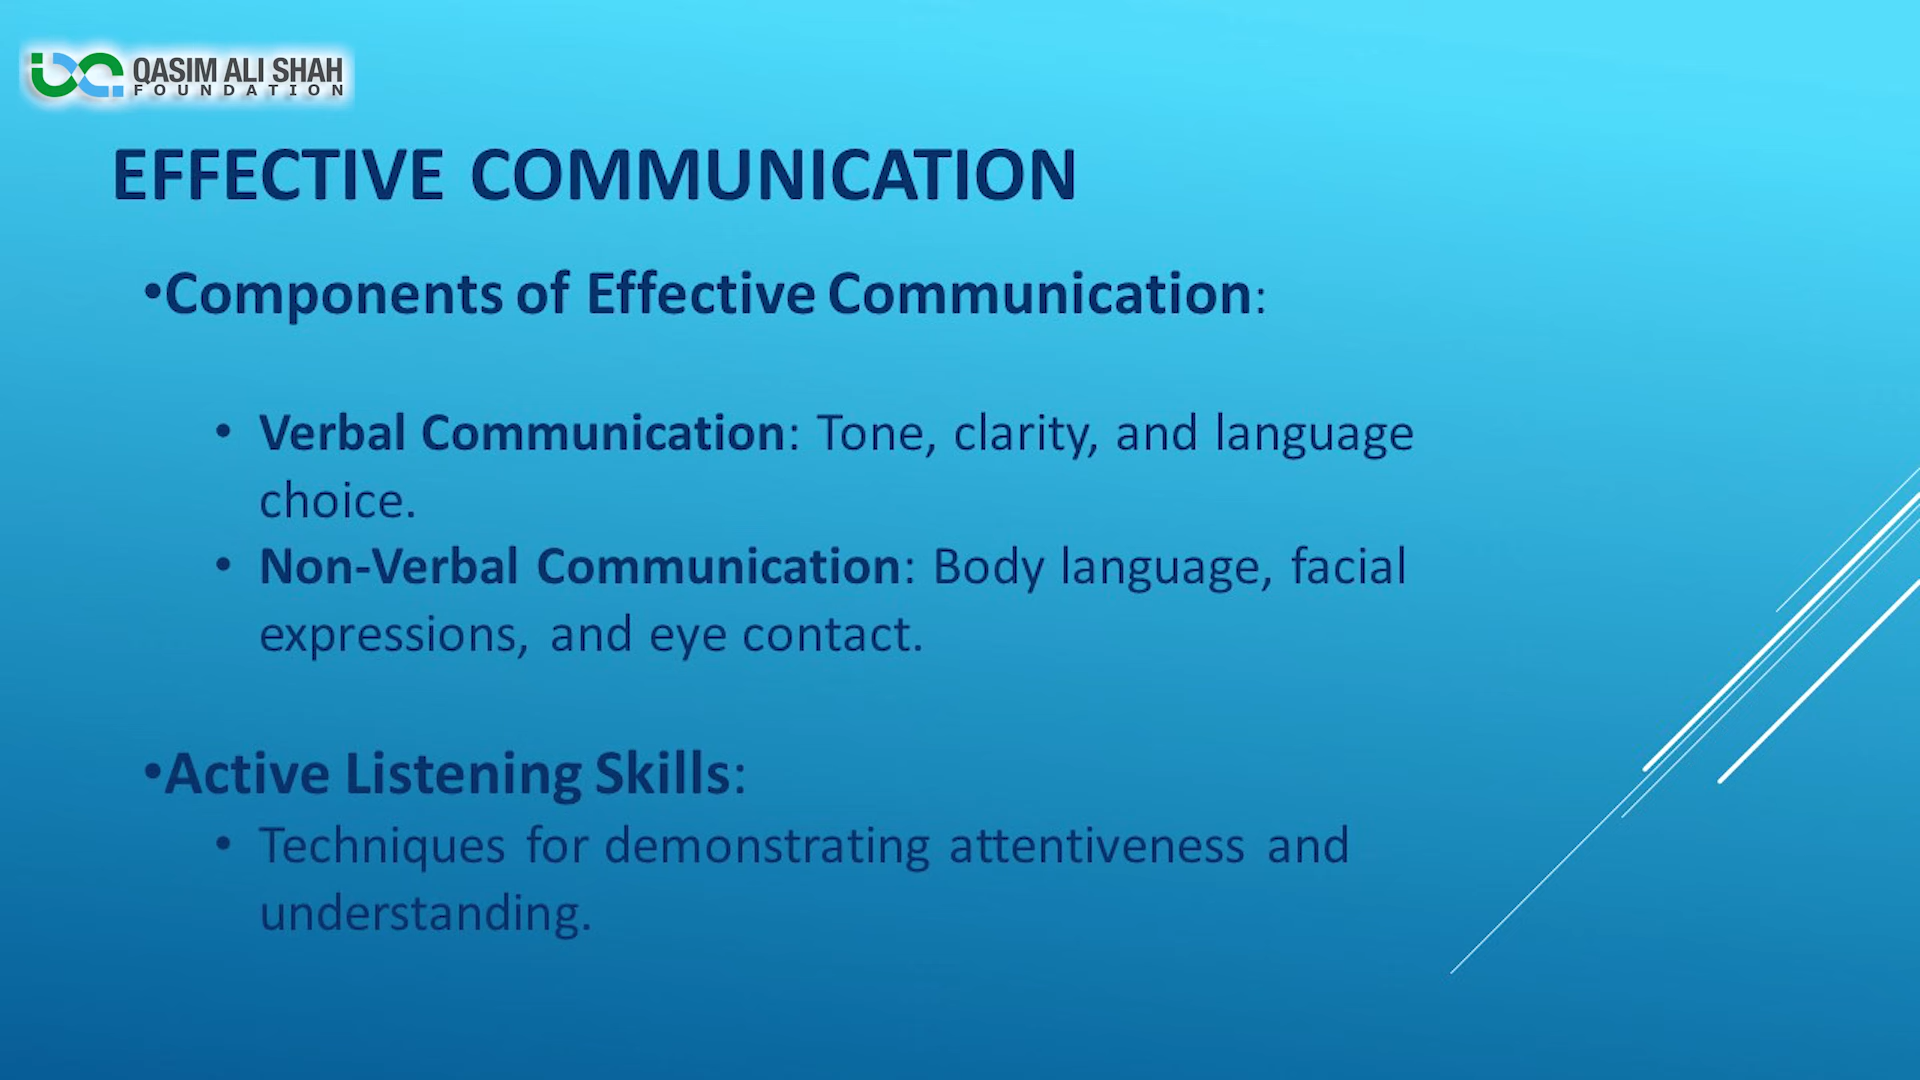 QASIM ALI SHAH
FOUNDATION
EFFECTIVE COMMUNICATION
•Components of Effective Communication:
• Verbal Communication: Tone, clarity, and language
choice.
• Non-Verbal Communication: Body language, facial
expressions, and eye contact.
•Active Listening Skills:
• Techniques for demonstrating attentiveness and
understanding.